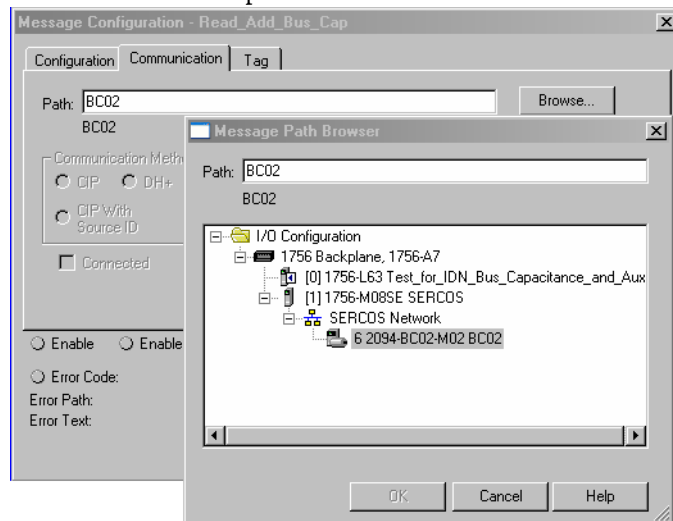 Message Configuration - Read_Add_Bus_Cap
Configuration Communication Tag
Path: BC02
Browse...
BC02
Communication Meth
CIP DH+
CIP With
Source ID
Connected
Enable Enable
Error Code:
Error Path:
Error Text:
Message Path Browser
Path: BC02
BC02
I/O Configuration
1756 Backplane, 1756-A7
[0] 1756-L63 Test_for_IDN_Bus_Capacitance_and_Aux
[1] 1756-M08SE SERCOS
SERCOS Network
6 2094-BC02-M02 BC02
OK Cancel Help